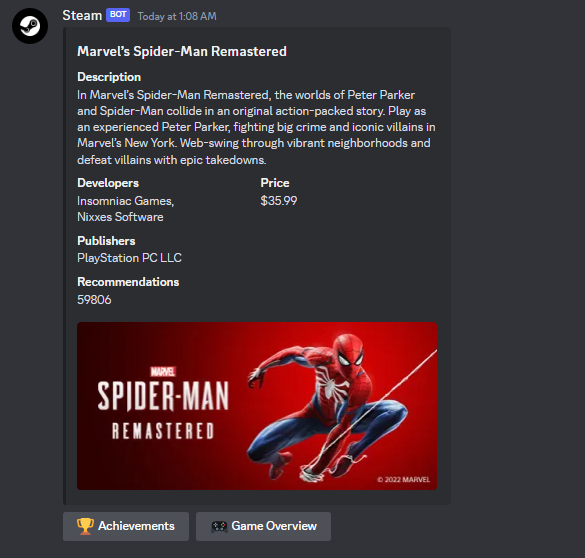 Steam BOT Today at 1:08 AM
Marvel's Spider-Man Remastered
Description
In Marvel's Spider-Man Remastered, the worlds of Peter Parker
and Spider-Man collide in an original action-packed story. Play as
an experienced Peter Parker, fighting big crime and iconic villains in
Marvel's New York. Web-swing through vibrant neighborhoods and
defeat villains with epic takedowns.
Developers
Insomniac Games,
Nixxes Software
Price
$35.99
Publishers
PlayStation PC LLC
Recommendations
59806
MARVEL
SPIDER-MAN
REMASTERED
© 2022 MARVEL
Achievements
Game Overview